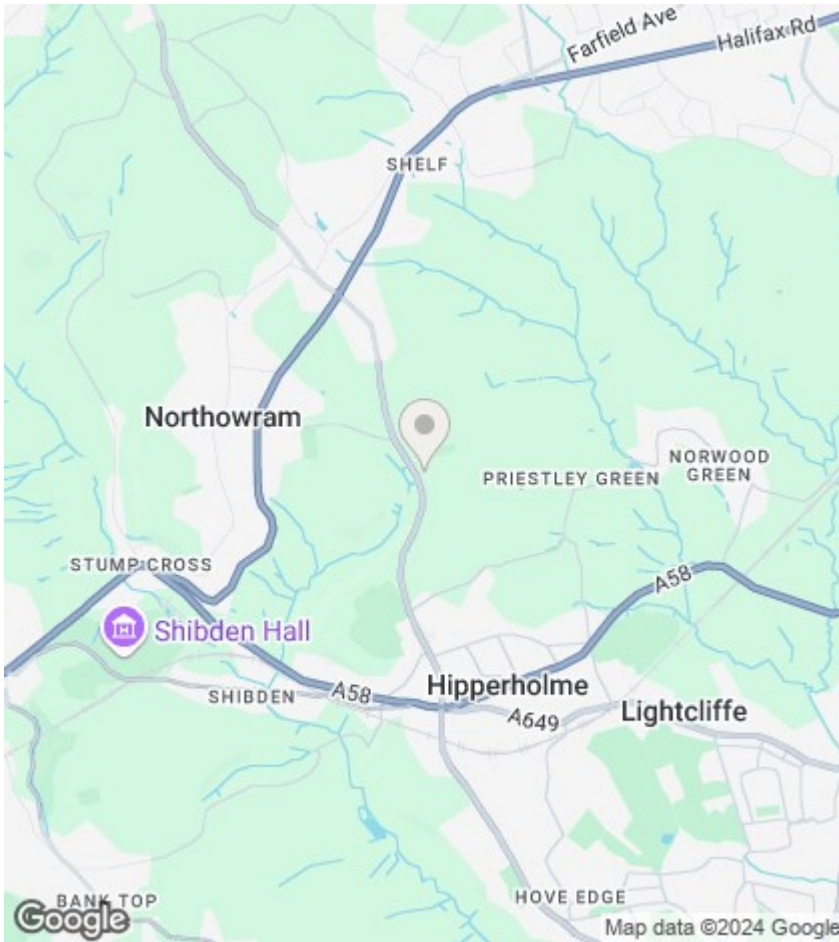 Farfield Ave
Halifax Rd
SHELF
Northowram
NORWOOD
GREEN
PRIESTLEY GREEN
STUMP CROSS
A58
Shibden Hall
SHIBDEN
A58
Hipperholme
A649
Lightcliffe
BANK TOP
HOVE EDGE
Google
Map data ©2024 Google